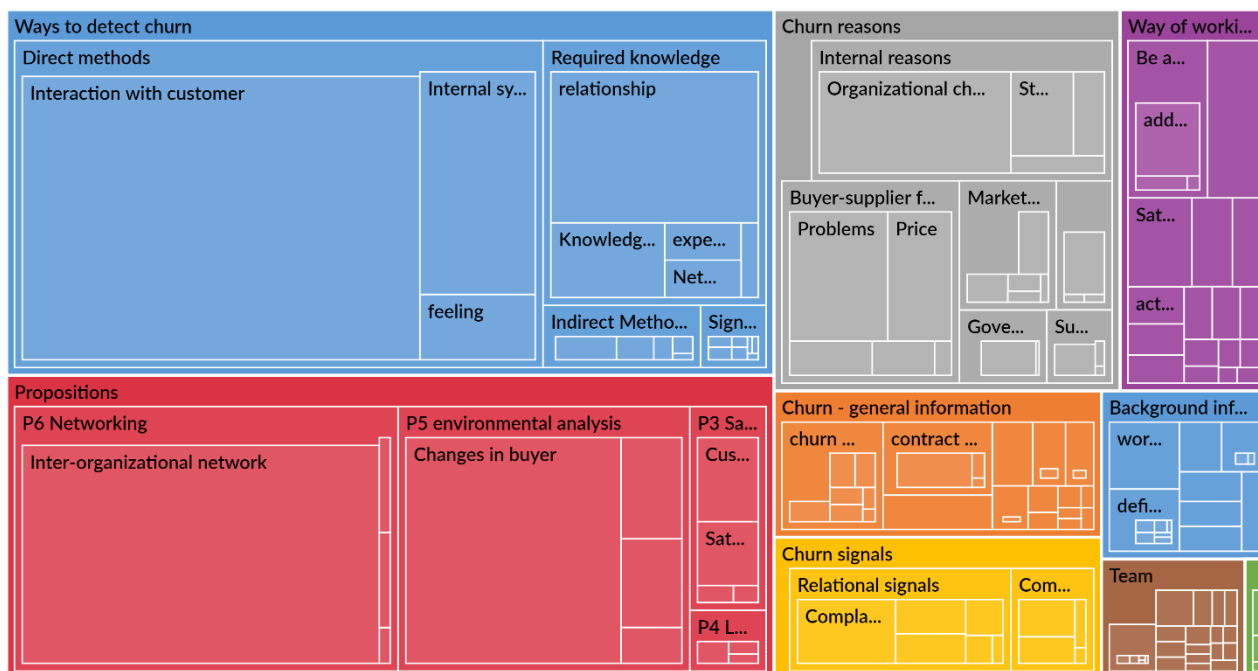 Ways to detect churn
Direct methods
Interaction with customer
Internal sy...
feeling
Required knowledge
relationship
Knowledg...
expe...
Net...
Indirect Metho...
Sign...
Propositions
P6 Networking
Inter-organizational network
P5 environmental analysis
Changes in buyer
P3 Sa...
Cus...
Sat...
P4 L...
Churn reasons
Internal reasons
Organizational ch...
St...
Buyer-supplier f...
Problems
Price
Market...
Gove...
Su...
Way of worki...
Be a...
add...
Sat...
act...
Churn - general information
churn ...
contract ...
Background inf...
wor...
defi...
Churn signals
Relational signals
Compla...
Com...
Team